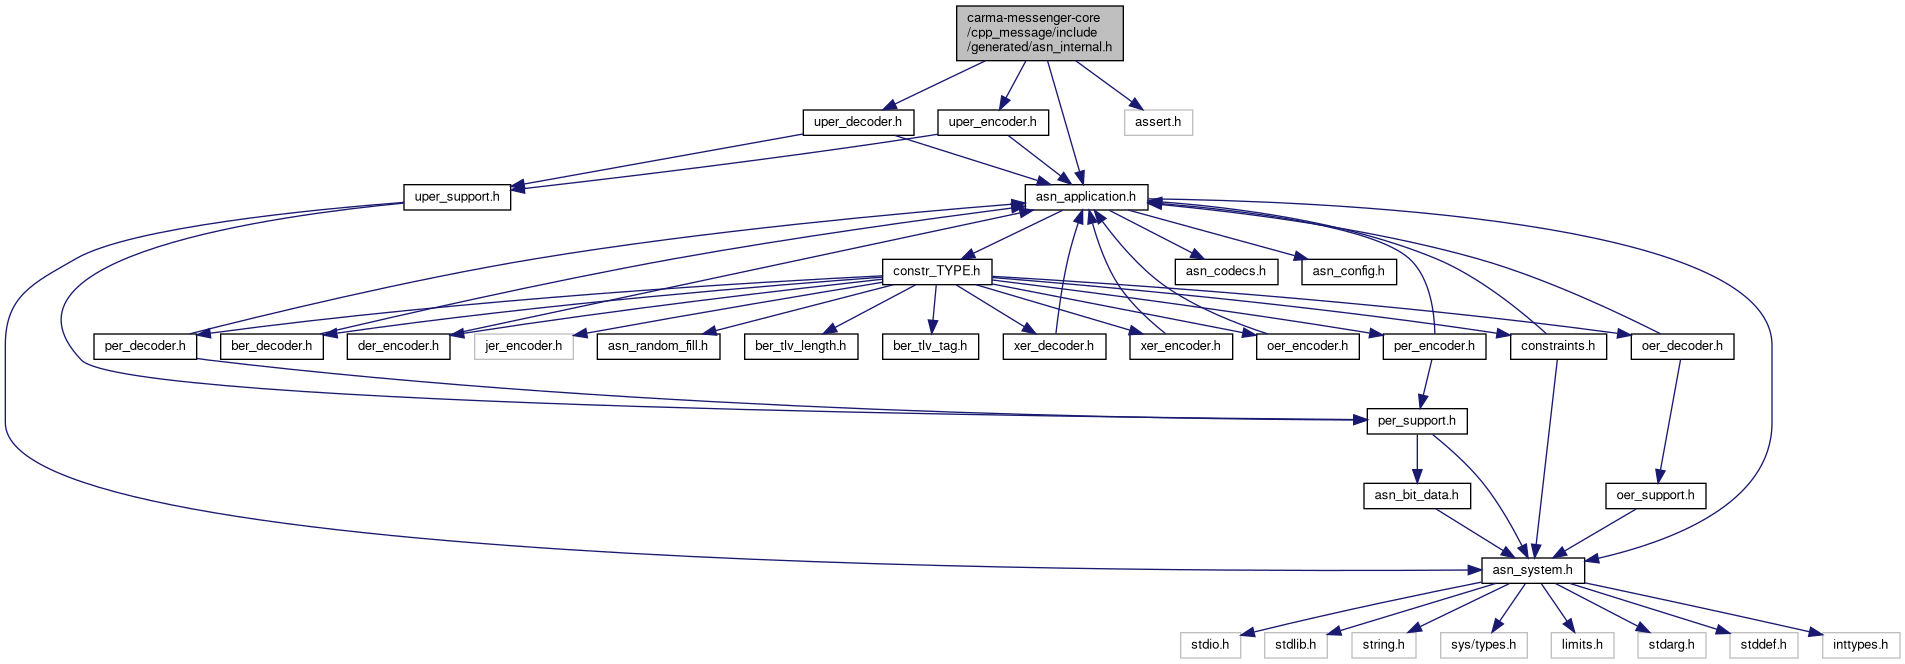 carma-messenger-core
/cpp_message/include
/generated/asn_internal.h
uper_decoder.h
uper_encoder.h
assert.h
uper_support.h
asn_application.h
constr_TYPE.h
asn_codecs.h
asn_config.h
per_decoder.h
ber_decoder.h
der_encoder.h
jer_encoder.h
asn_random_fill.h
ber_tlv_length.h
ber_tlv_tag.h
xer_decoder.h
xer_encoder.h
oer_encoder.h
per_encoder.h
constraints.h
oer_decoder.h
per_support.h
asn_bit_data.h
oer_support.h
asn_system.h
stdio.h
stdlib.h
string.h
sys/types.h
limits.h
stdarg.h
stddef.h
inttypes.h